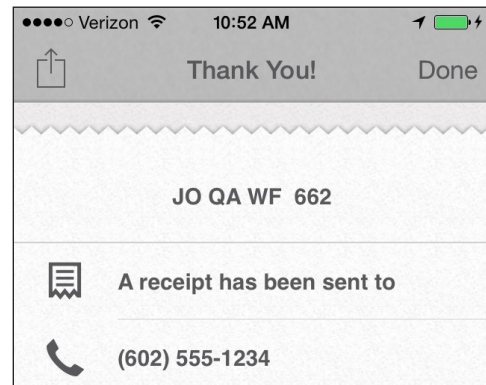 Verizon 10:52 AM
Thank You! Done
JO QA WF 662
A receipt has been sent to
(602) 555-1234